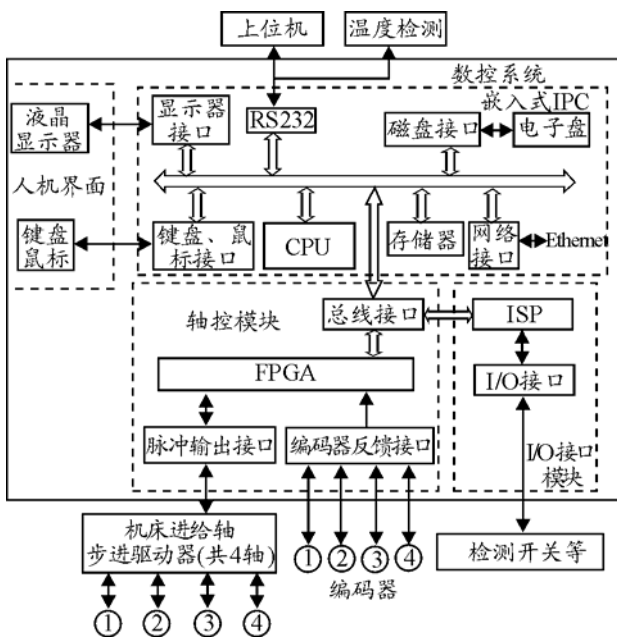 上位机
温度检测
数控系统
液晶
显示器
显示器
接口
RS232
嵌入式IPC
磁盘接口
电子盘
人机界面
键盘
鼠标
键盘、鼠
标接口
CPU
存储器
网络
接口
Ethernet
轴控模块
总线接口
ISP
FPGA
I/O接口
脉冲输出接口
编码器反馈接口
I/O接口
模块
机床进给轴
步进驱动器(共4轴)
① ② ③ ④
编码器
检测开关等
① ② ③ ④